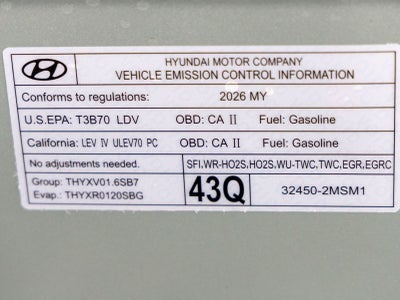 HYUNDAI MOTOR COMPANY
VEHICLE EMISSION CONTROL INFORMATION
Conforms to regulations: 2026 MY
U.S.EPA: T3B70 LDV OBD: CA II Fuel: Gasoline
California: LEV IV ULEV70 PC OBD: CA II Fuel: Gasoline
No adjustments needed. SFI,WR-HO2S,HO2S,WU-TWC,TWC,EGR,EGRC
Group: THYXV01.6SB7
Evap.: THYXR0120SBG
43Q
32450-2MSM1